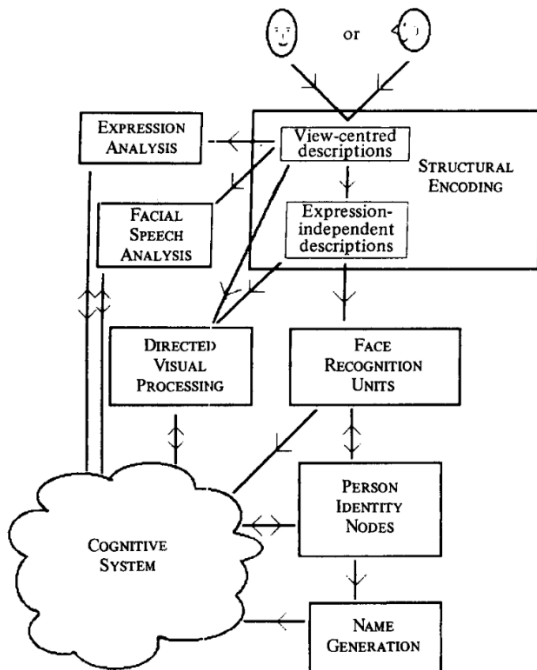 or
EXPRESSION
ANALYSIS
View-centred
descriptions
STRUCTURAL
ENCODING
FACIAL
SPEECH
ANALYSIS
Expression-
independent
descriptions
DIRECTED
VISUAL
PROCESSING
FACE
RECOGNITION
UNITS
COGNITIVE
SYSTEM
PERSON
IDENTITY
NODES
NAME
GENERATION